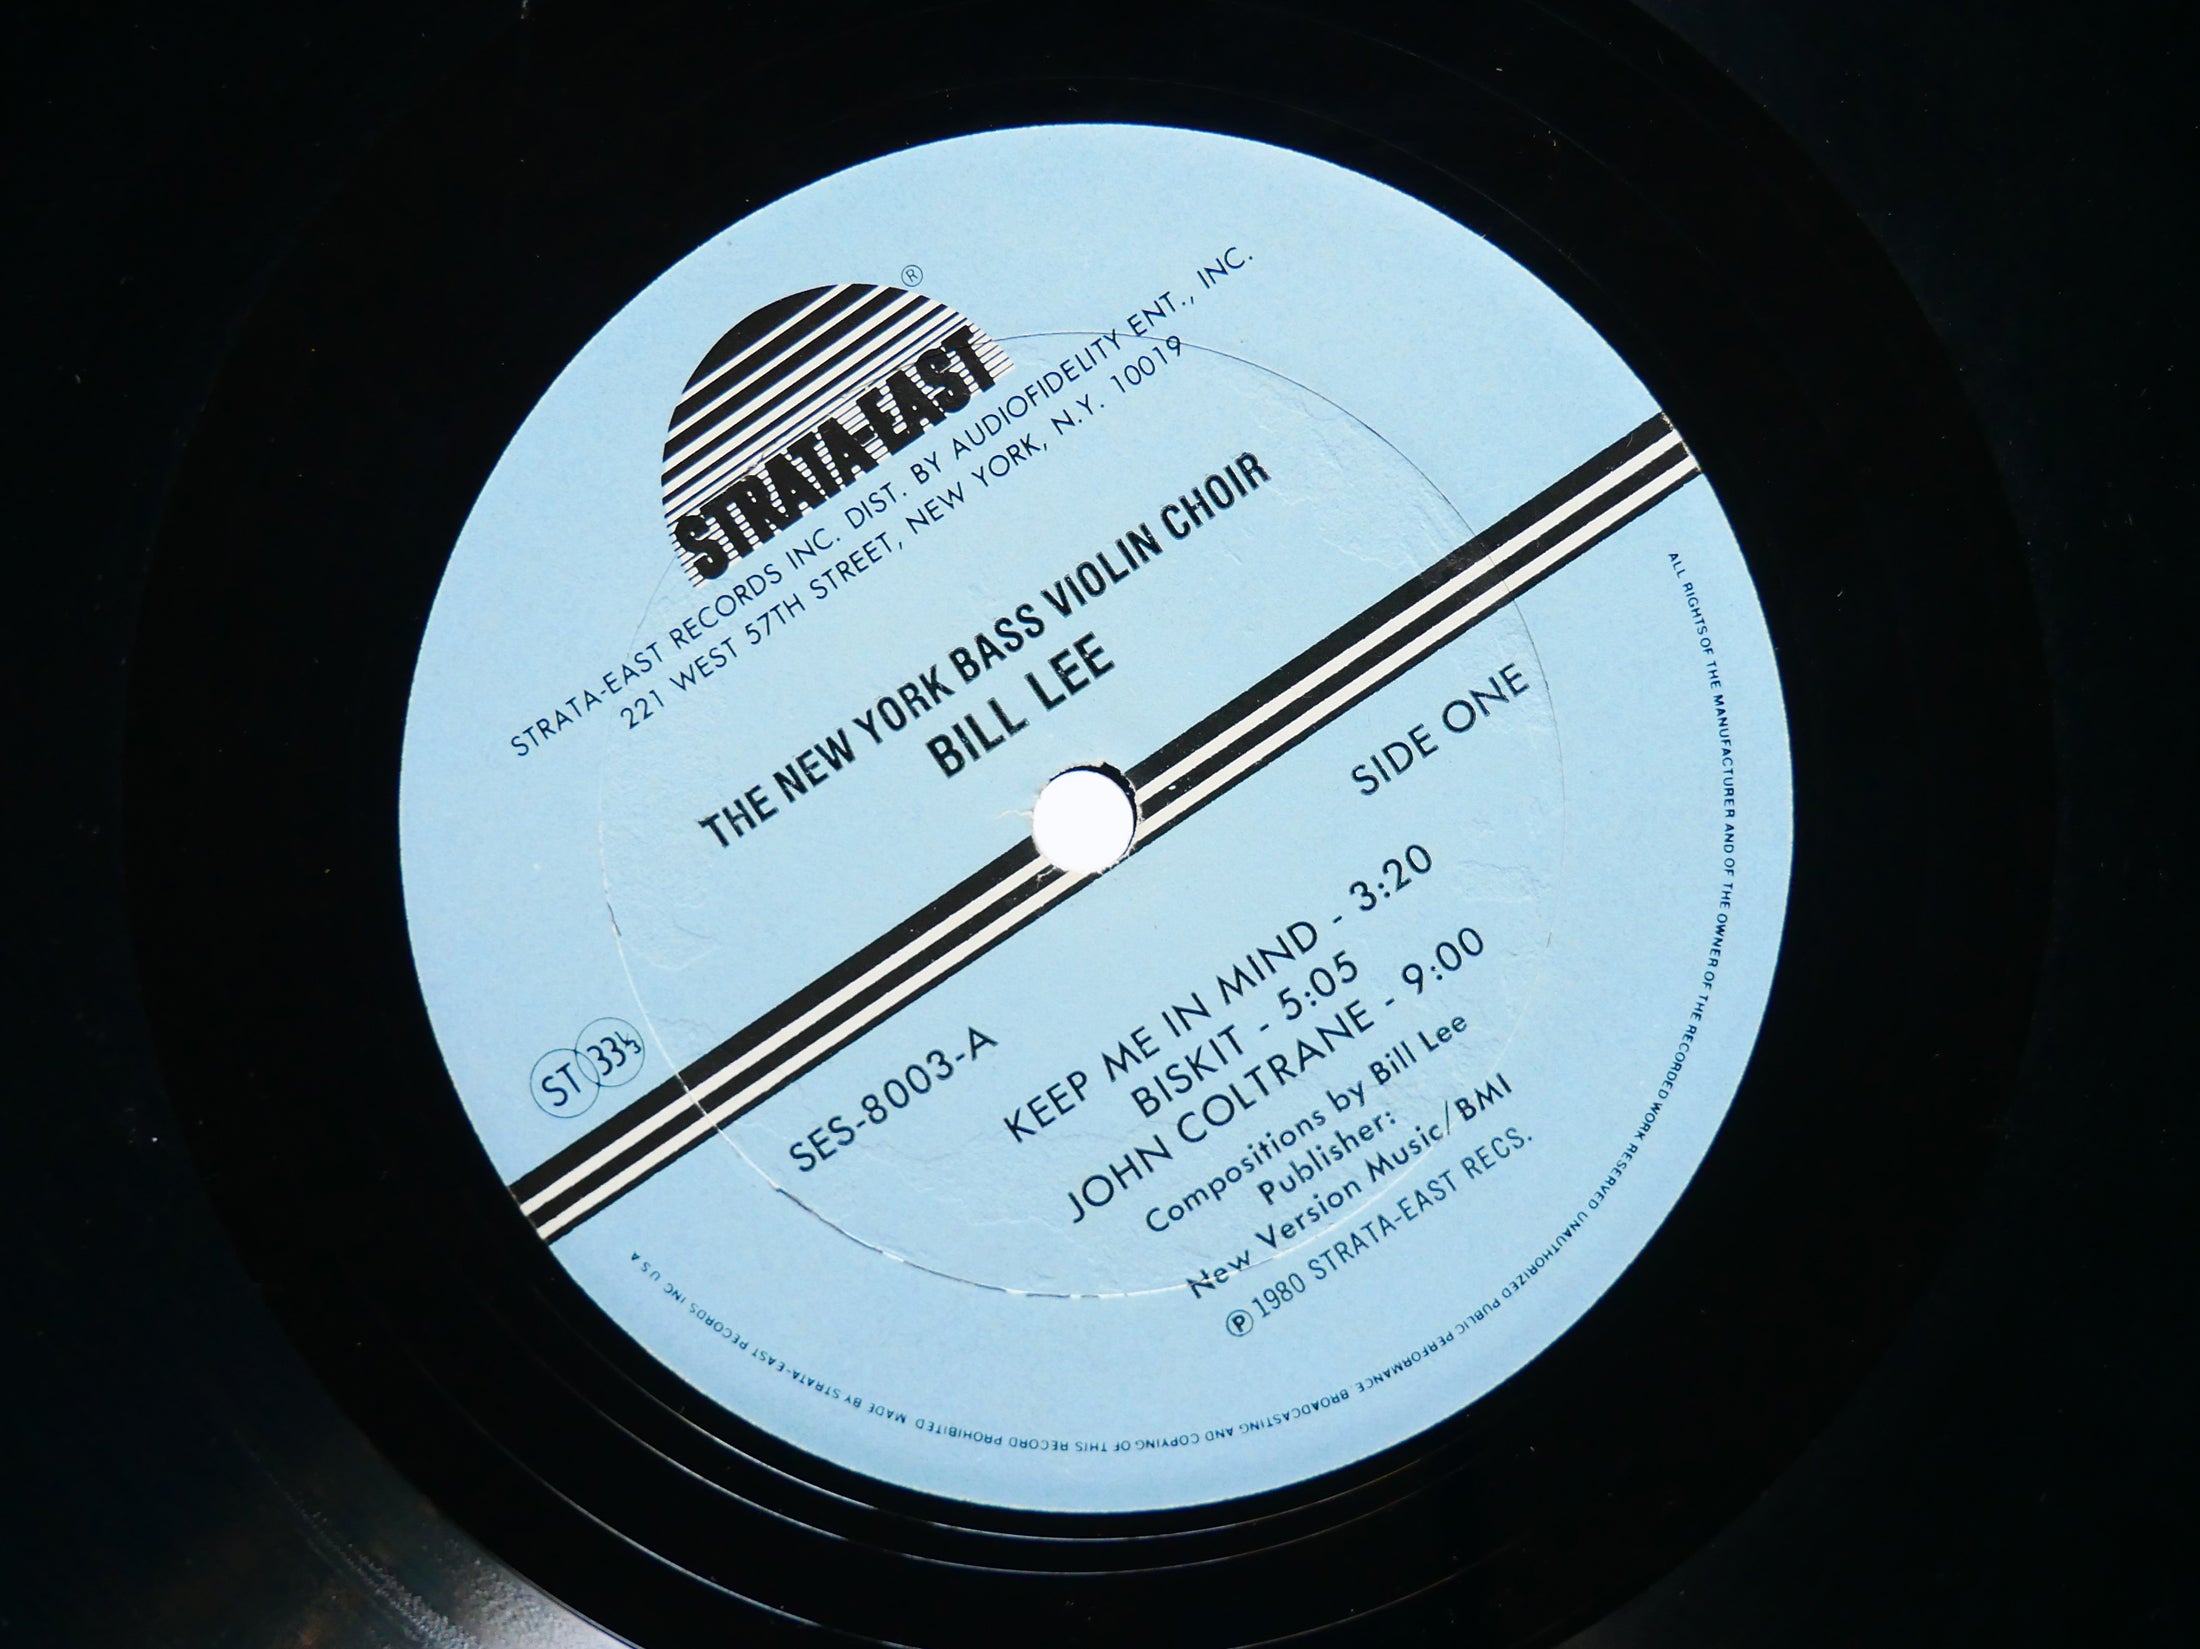 ®
STRATA-EAST
STRATA-EAST RECORDS INC. DIST. BY AUDIOFIDELITY ENT., INC.
221 WEST 57TH STREET, NEW YORK, N.Y. 10019
THE NEW YORK BASS VIOLIN CHOIR
BILL LEE
SIDE ONE
ST 33⅓
SES-8003-A
KEEP ME IN MIND - 3:20
BISKIT - 5:05
JOHN COLTRANE - 9:00
Compositions by Bill Lee
Publisher:
New Version Music/BMI
℗ 1980 STRATA-EAST RECS.
ALL RIGHTS OF THE MANUFACTURER AND OF THE OWNER OF THE RECORDED WORK RESERVED UNAUTHORIZED PUBLIC PERFORMANCE BROADCASTING AND COPYING OF THIS RECORD PROHIBITED MADE BY STRATA-EAST RECORDS INC U S A